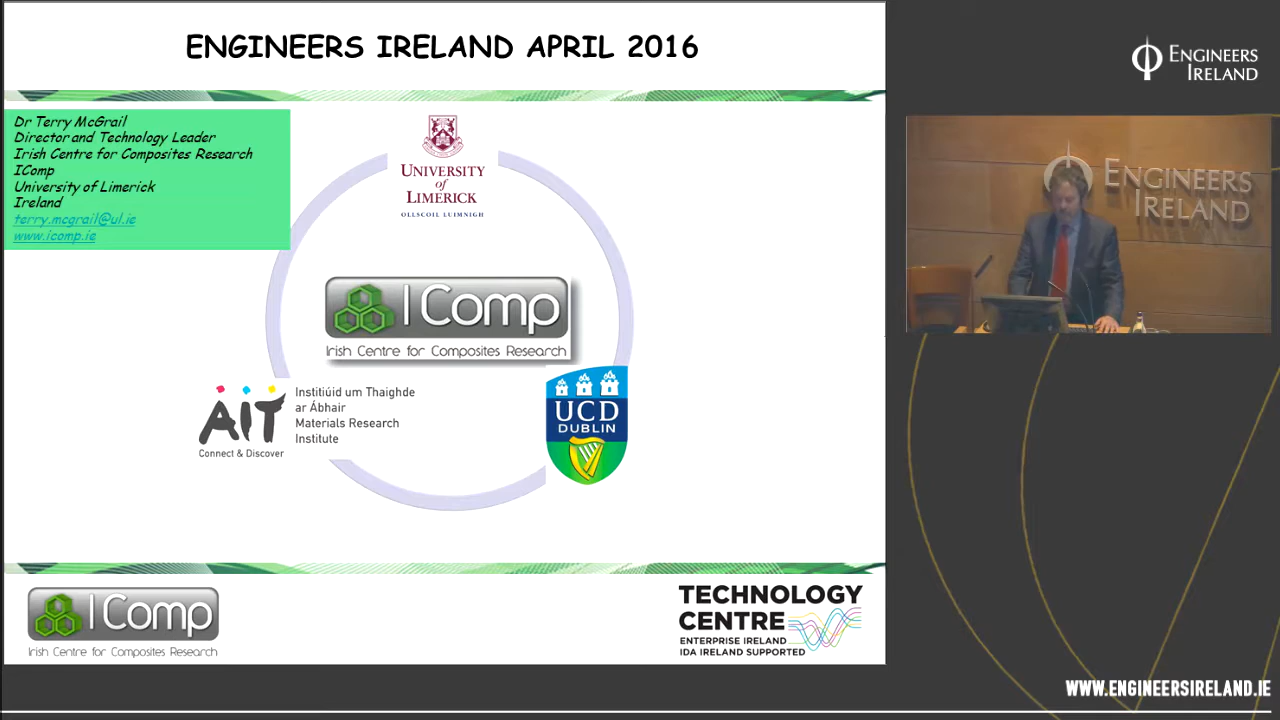 ENGINEERS IRELAND APRIL 2016
Dr Terry McGrail
Director and Technology Leader
Irish Centre for Composites Research
IComp
University of Limerick
Ireland
terry.mcgrail@ul.ie
www.icomp.ie
UNIVERSITY
of
LIMERICK
OLLSCOIL LUIMNIGH
I Comp
Irish Centre for Composites Research
AIT
Connect & Discover
Institiúid um Thaighde
ar Ábhair
Materials Research
Institute
UCD
DUBLIN
I Comp
Irish Centre for Composites Research
TECHNOLOGY
CENTRE
ENTERPRISE IRELAND
IDA IRELAND SUPPORTED
ENGINEERS
IRELAND
ENGINEERS
IRELAND
WWW.ENGINEERSIRELAND.IE